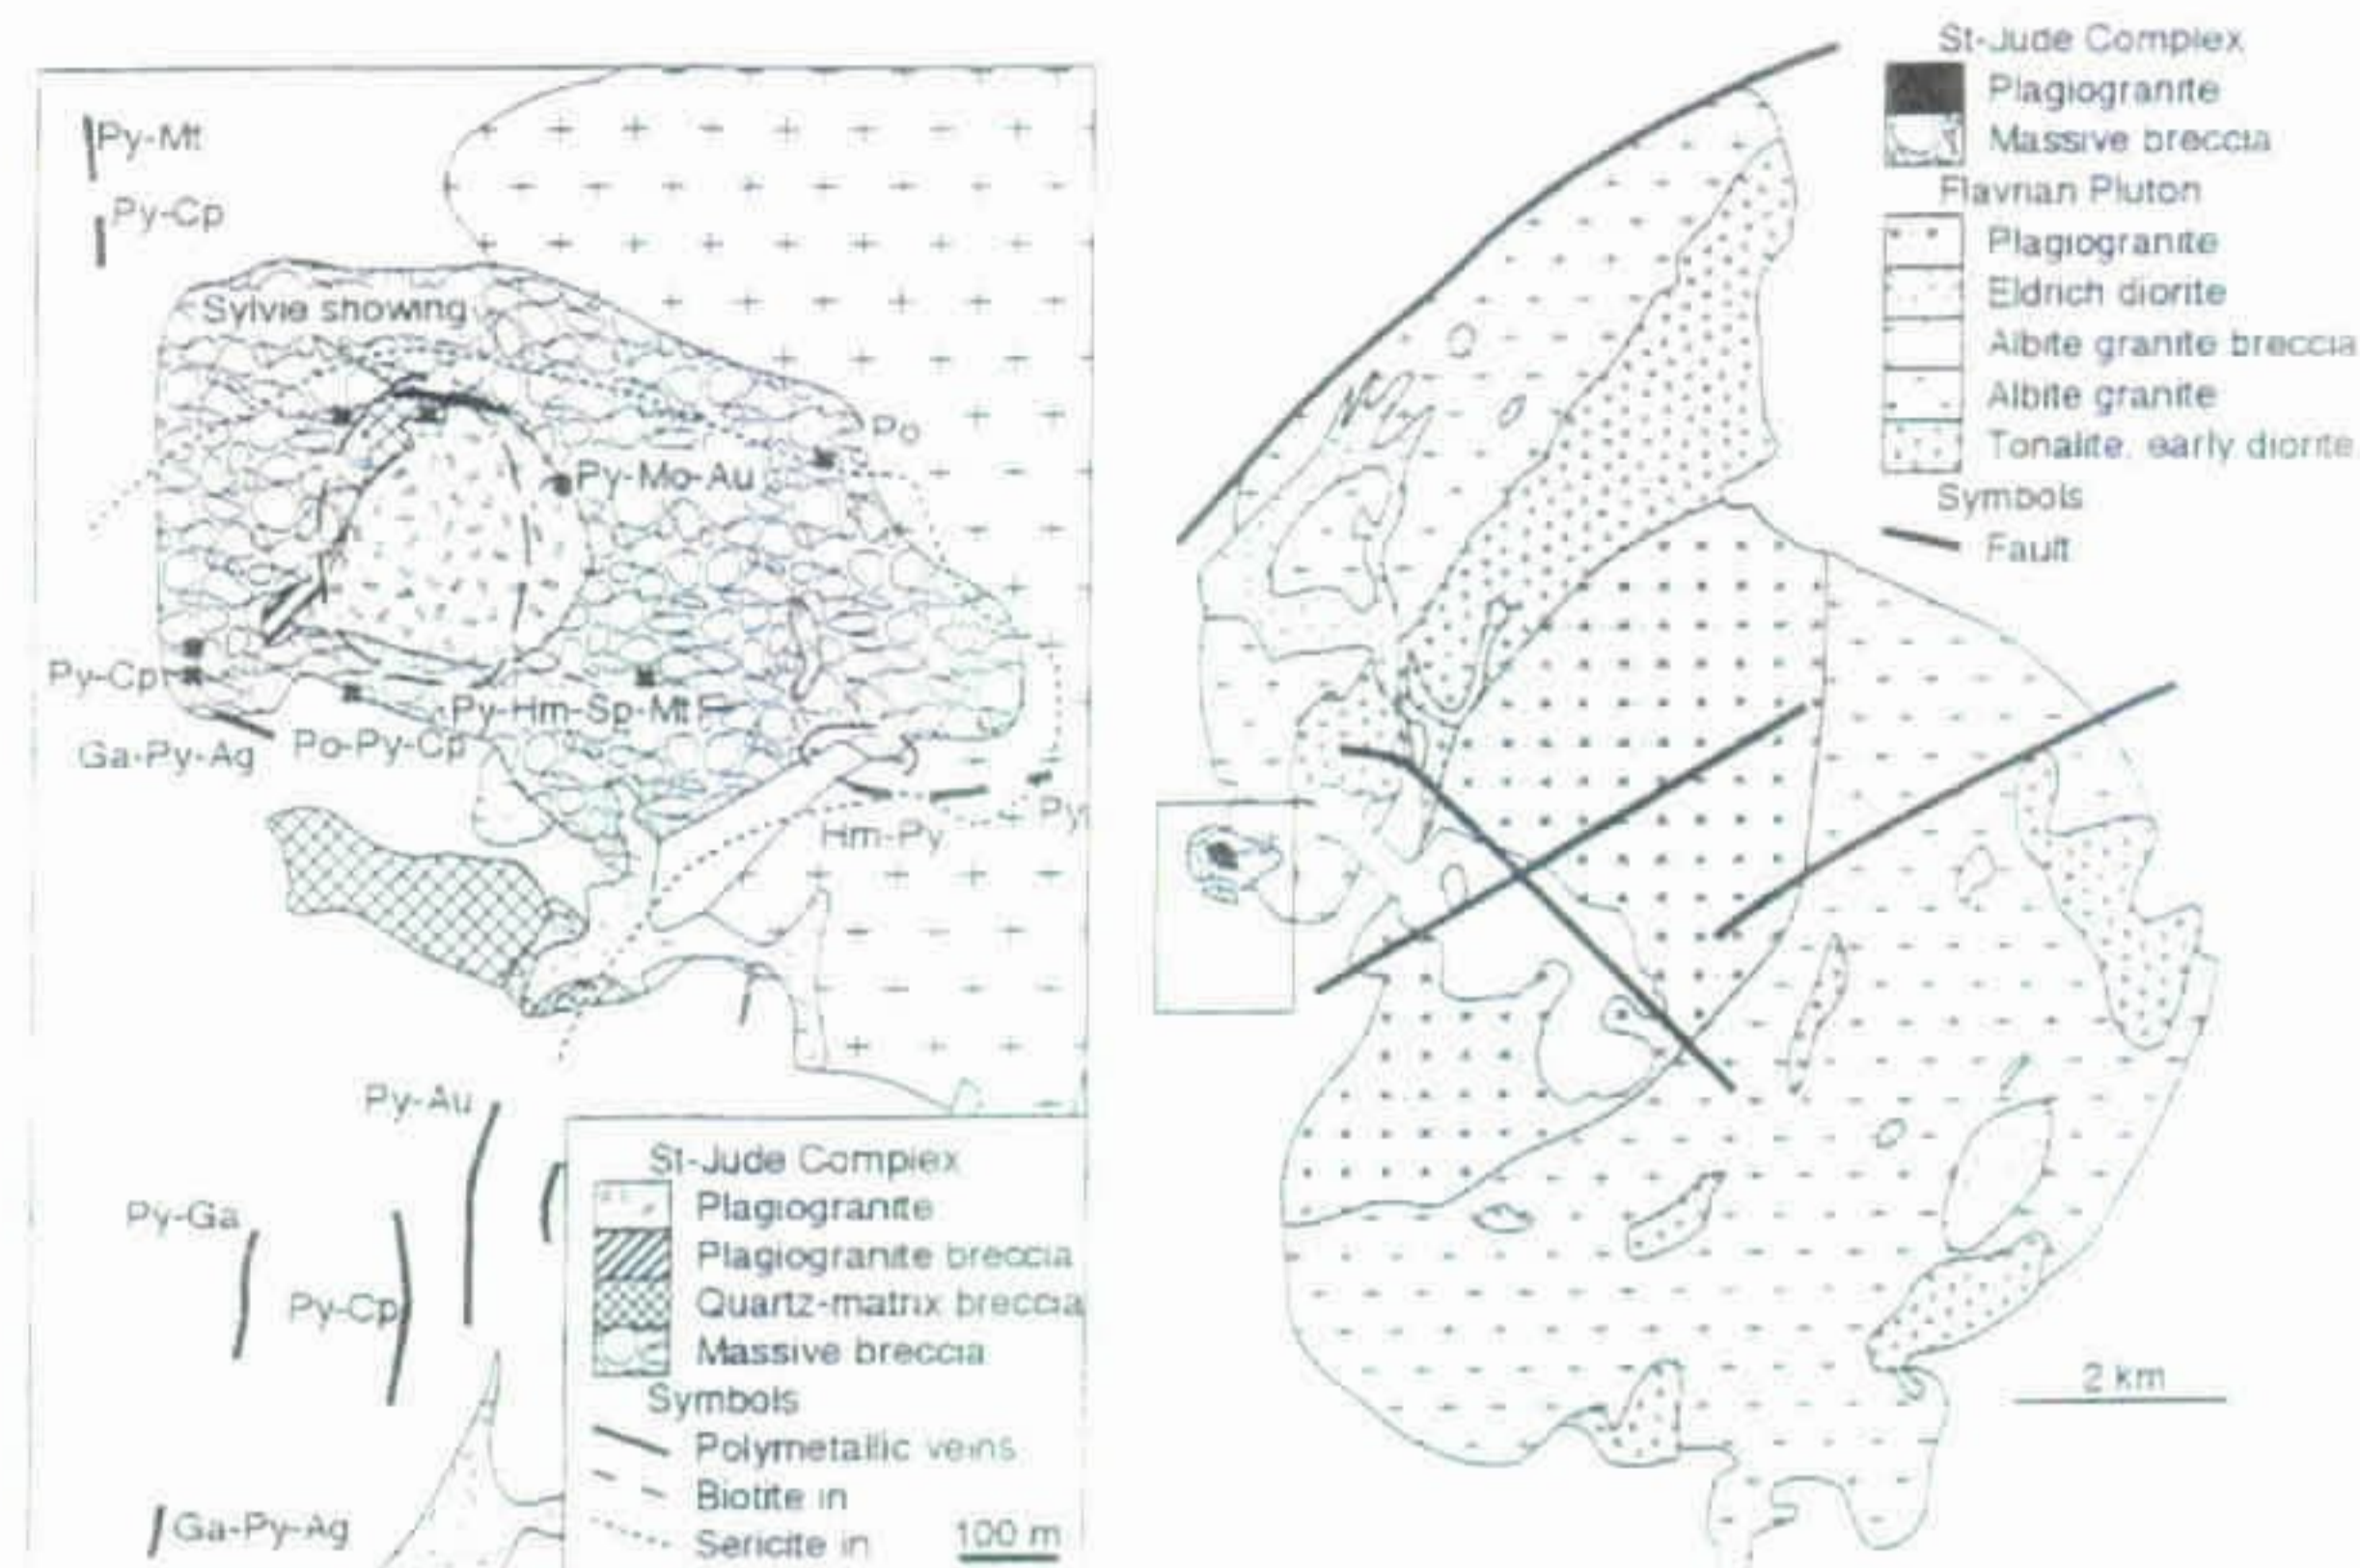 Py-Mt
Py-Cp
Sylvie showing
Po
Py-Mo-Au
Py-Cp
Py-Hm-Sp-Mt
Ga-Py-Ag
Po-Py-Cp
Hm-Py
Py
Py-Au
Py-Ga
Py-Cp
Ga-Py-Ag
St-Jude Complex
Plagiogranite
Plagiogranite breccia
Quartz-matrix breccia
Massive breccia
Symbols
Polymetallic veins
Biotite in
Sericite in
100 m
St-Jude Complex
Plagiogranite
Massive breccia
Flavrian Pluton
Plagiogranite
Eldrich diorite
Albite granite breccia
Albite granite
Tonalite, early diorite
Symbols
Fault
2 km